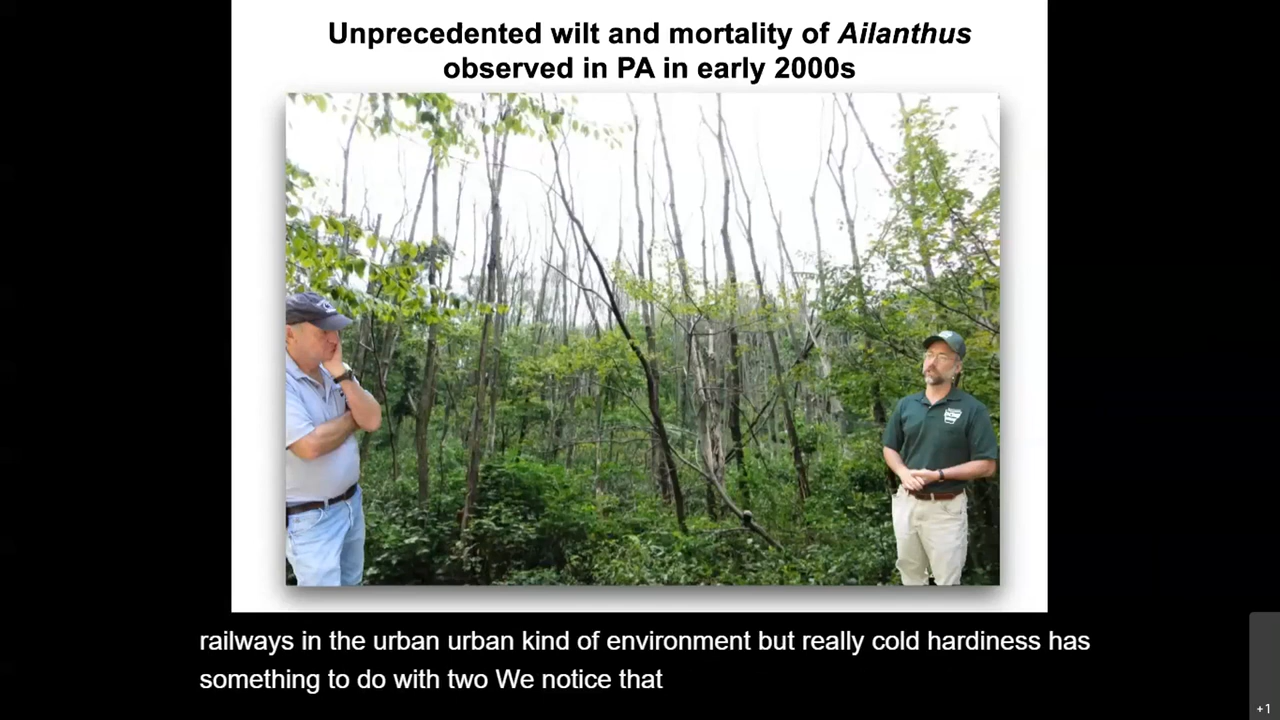 Unprecedented wilt and mortality of Ailanthus
observed in PA in early 2000s
railways in the urban urban kind of environment but really cold hardiness has
something to do with two We notice that
+1